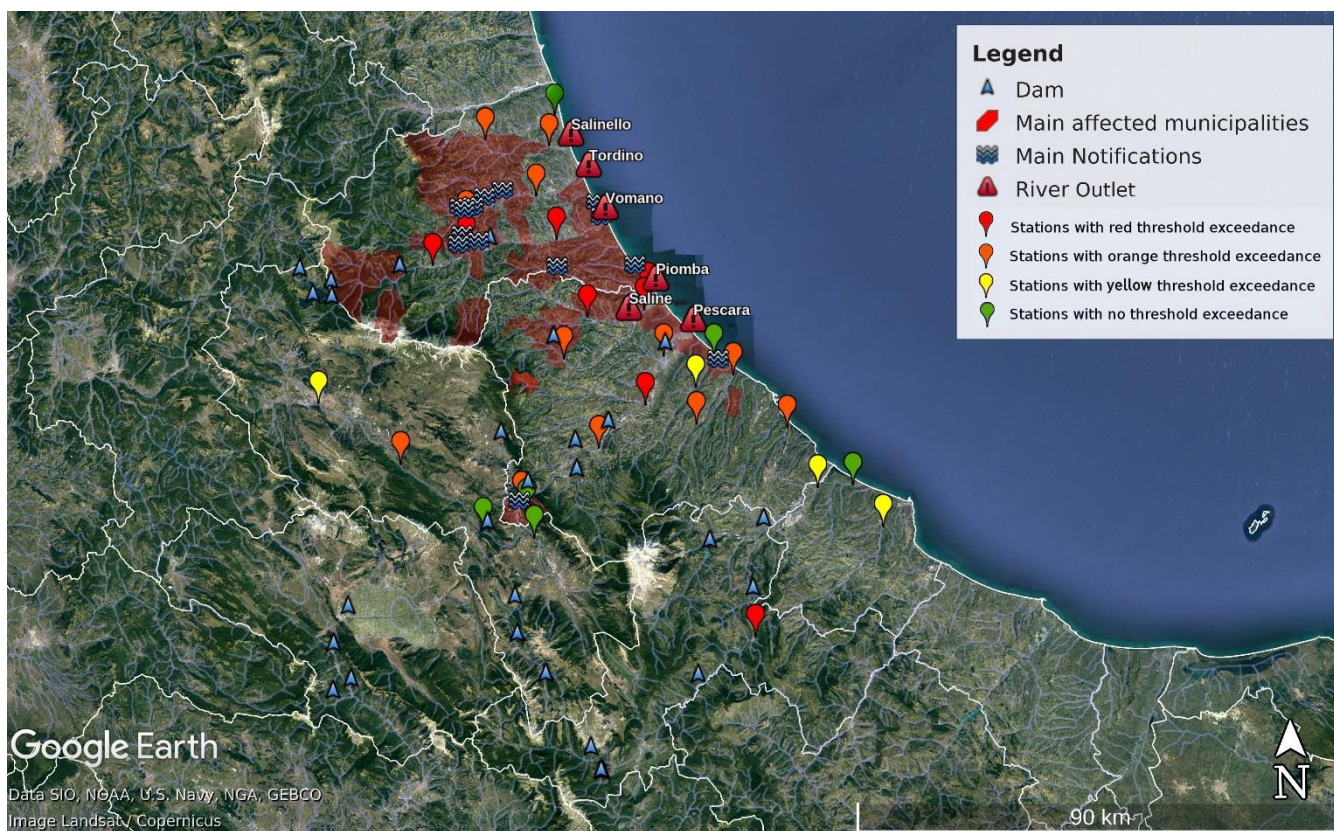 Legend
Dam
Main affected municipalities
Main Notifications
River Outlet
Stations with red threshold exceedance
Stations with orange threshold exceedance
Stations with yellow threshold exceedance
Stations with no threshold exceedance
Salinello
Tordino
Vomano
Piomba
Saline
Pescara
Google Earth
Data SIO, NOAA, U.S. Navy, NGA, GEBCO
Image Landsat / Copernicus
90 km
N